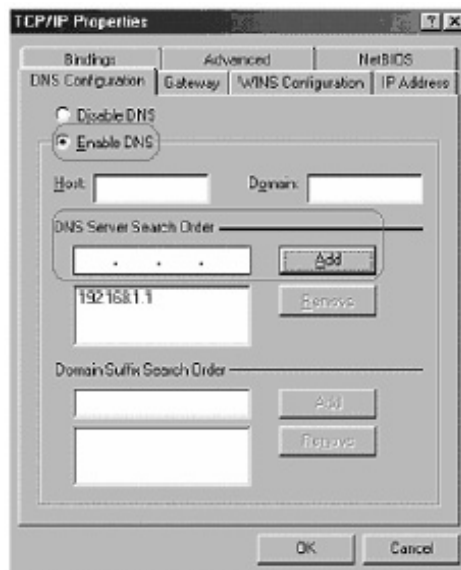 TCP/IP Properties
Bindings Advanced NetBIOS
DNS Configuration Gateway WINS Configuration IP Address
Disable DNS
Enable DNS
Host: Domain:
DNS Server Search Order
. . . Add
192.168.1.1 Remove
Domain Suffix Search Order
Add
Remove
OK Cancel